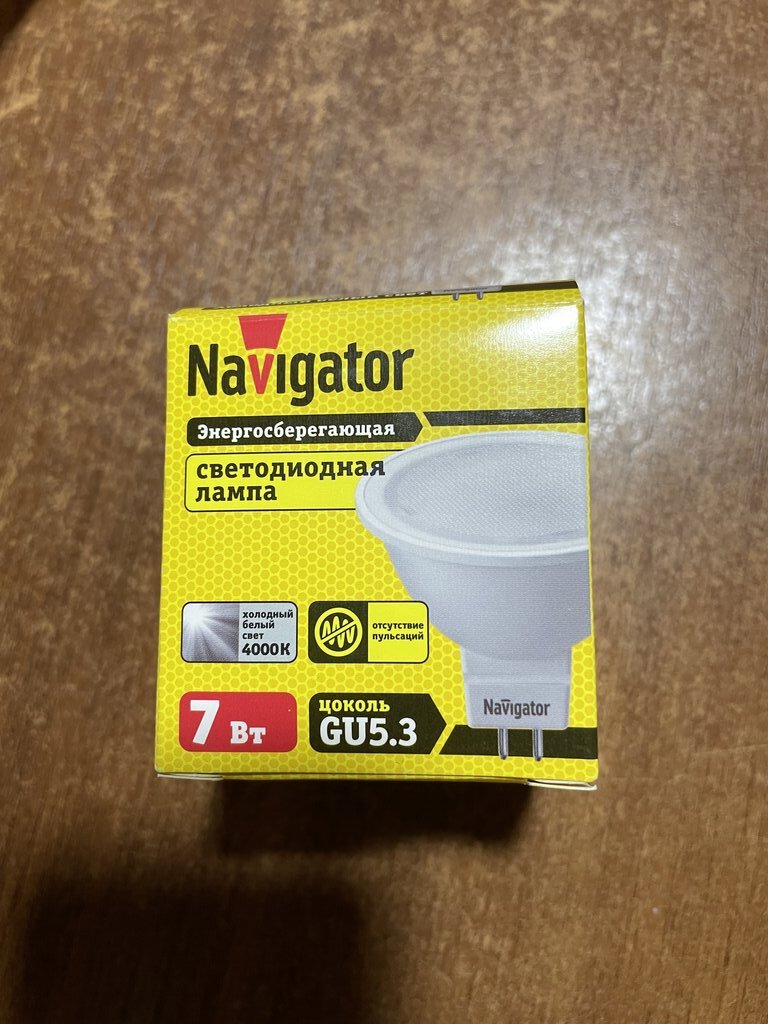 Navigator
Энергосберегающая
светодиодная
лампа
холодный
белый
свет
4000К
отсутствие
пульсаций
7 Вт
цоколь
GU5.3
Navigator